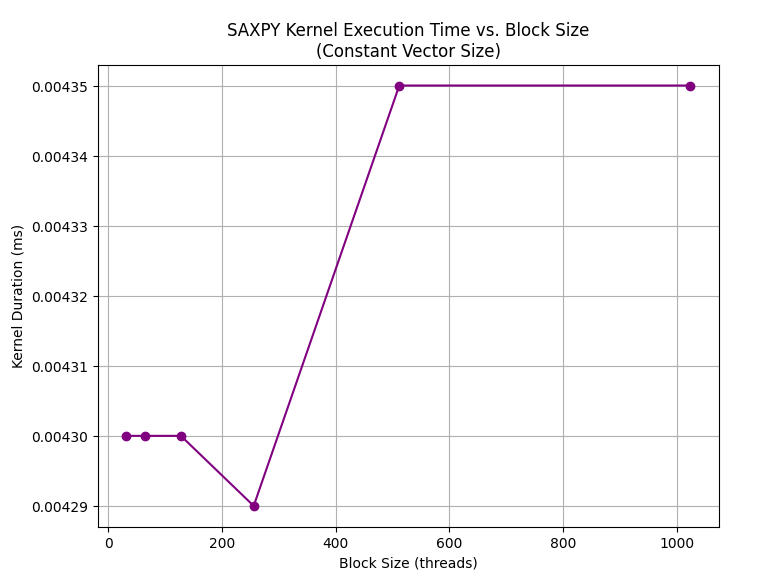 SAXPY Kernel Execution Time vs. Block Size
(Constant Vector Size)
0.00435
0.00434
0.00433
0.00432
0.00431
0.00430
0.00429
Kernel Duration (ms)
0 200 400 600 800 1000
Block Size (threads)